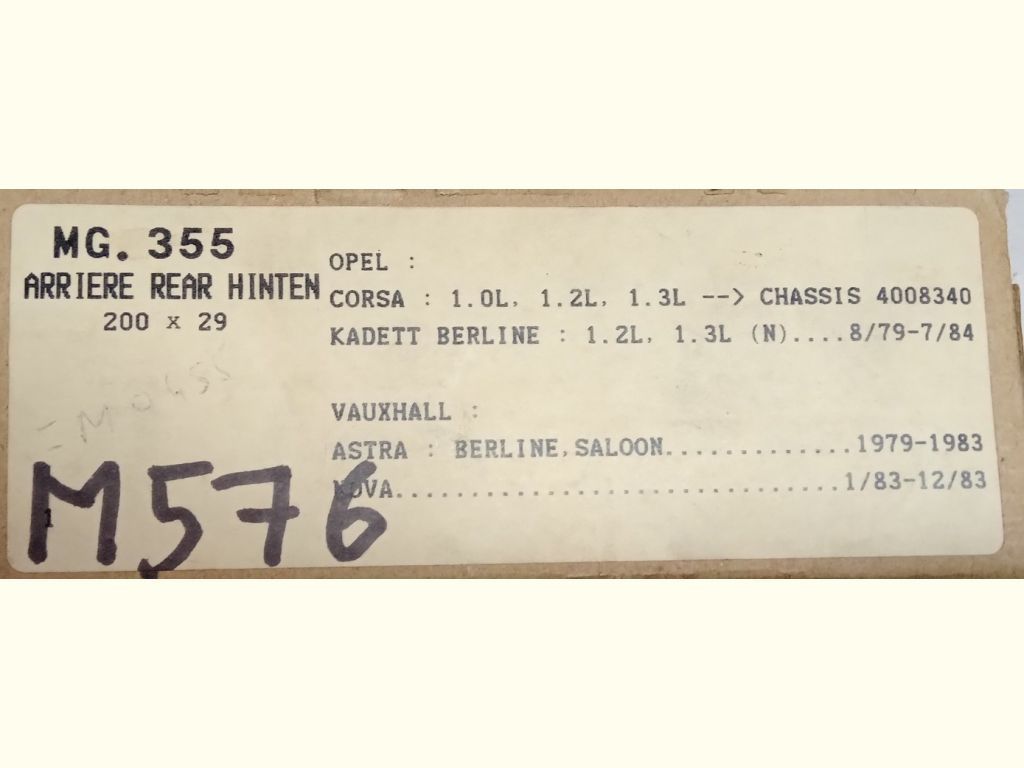 MG. 355
ARRIERE REAR HINTEN
200 x 29
M576
1
OPEL :
CORSA : 1.0L, 1.2L, 1.3L --> CHASSIS 4008340
KADETT BERLINE : 1.2L, 1.3L (N)....8/79-7/84
VAUXHALL :
ASTRA : BERLINE,SALOON.............1979-1983
NOVA..............................1/83-12/83